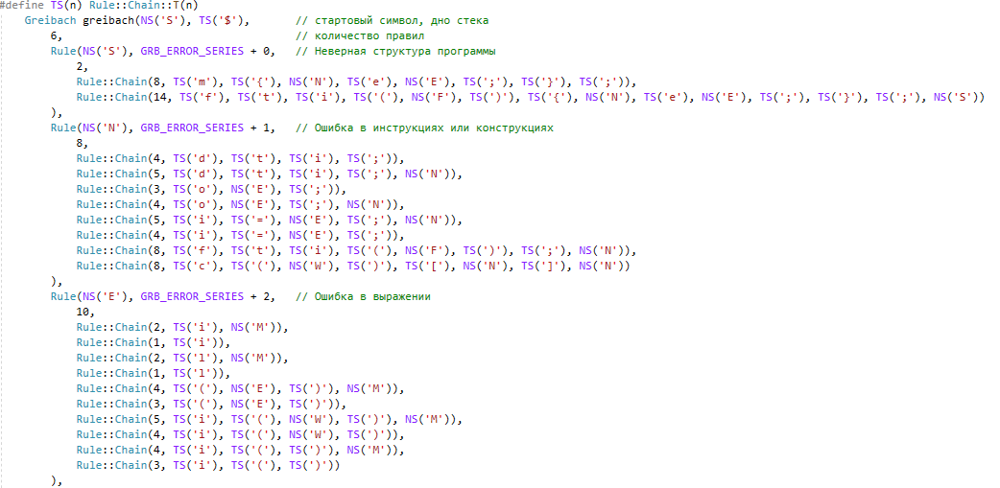 #define TS(n) Rule::Chain::T(n)
Greibach greibach(NS('S'), TS('$'), // стартовый символ, дно стека
6, // количество правил
Rule(NS('S'), GRB_ERROR_SERIES + 0, // Неверная структура программы
2,
Rule::Chain(8, TS('m'), TS('{'), NS('N'), TS('e'), NS('E'), TS(';'), TS('}'), TS(';')),
Rule::Chain(14, TS('f'), TS('t'), TS('i'), TS('('), NS('F'), TS(')'), TS('{'), NS('N'), TS('e'), NS('E'), TS(';'), TS('}'), TS(';'), NS('S'))
),
Rule(NS('N'), GRB_ERROR_SERIES + 1, // Ошибка в инструкциях или конструкциях
8,
Rule::Chain(4, TS('d'), TS('t'), TS('i'), TS(';')),
Rule::Chain(5, TS('d'), TS('t'), TS('i'), TS(';'), NS('N')),
Rule::Chain(3, TS('o'), NS('E'), TS(';')),
Rule::Chain(4, TS('o'), NS('E'), TS(';'), NS('N')),
Rule::Chain(5, TS('i'), TS('='), NS('E'), TS(';'), NS('N')),
Rule::Chain(4, TS('i'), TS('='), NS('E'), TS(';')),
Rule::Chain(8, TS('f'), TS('t'), TS('i'), TS('('), NS('F'), TS(')'), TS(';'), NS('N')),
Rule::Chain(8, TS('c'), TS('('), NS('W'), TS(')'), TS('['), NS('N'), TS(']'), NS('N'))
),
Rule(NS('E'), GRB_ERROR_SERIES + 2, // Ошибка в выражении
10,
Rule::Chain(2, TS('i'), NS('M')),
Rule::Chain(1, TS('i')),
Rule::Chain(2, TS('l'), NS('M')),
Rule::Chain(1, TS('l')),
Rule::Chain(4, TS('('), NS('E'), TS(')'), NS('M')),
Rule::Chain(3, TS('('), NS('E'), TS(')')),
Rule::Chain(5, TS('i'), TS('('), NS('W'), TS(')'), NS('M')),
Rule::Chain(4, TS('i'), TS('('), NS('W'), TS(')')),
Rule::Chain(4, TS('i'), TS('('), TS(')'), NS('M')),
Rule::Chain(3, TS('i'), TS('('), TS(')'))
),